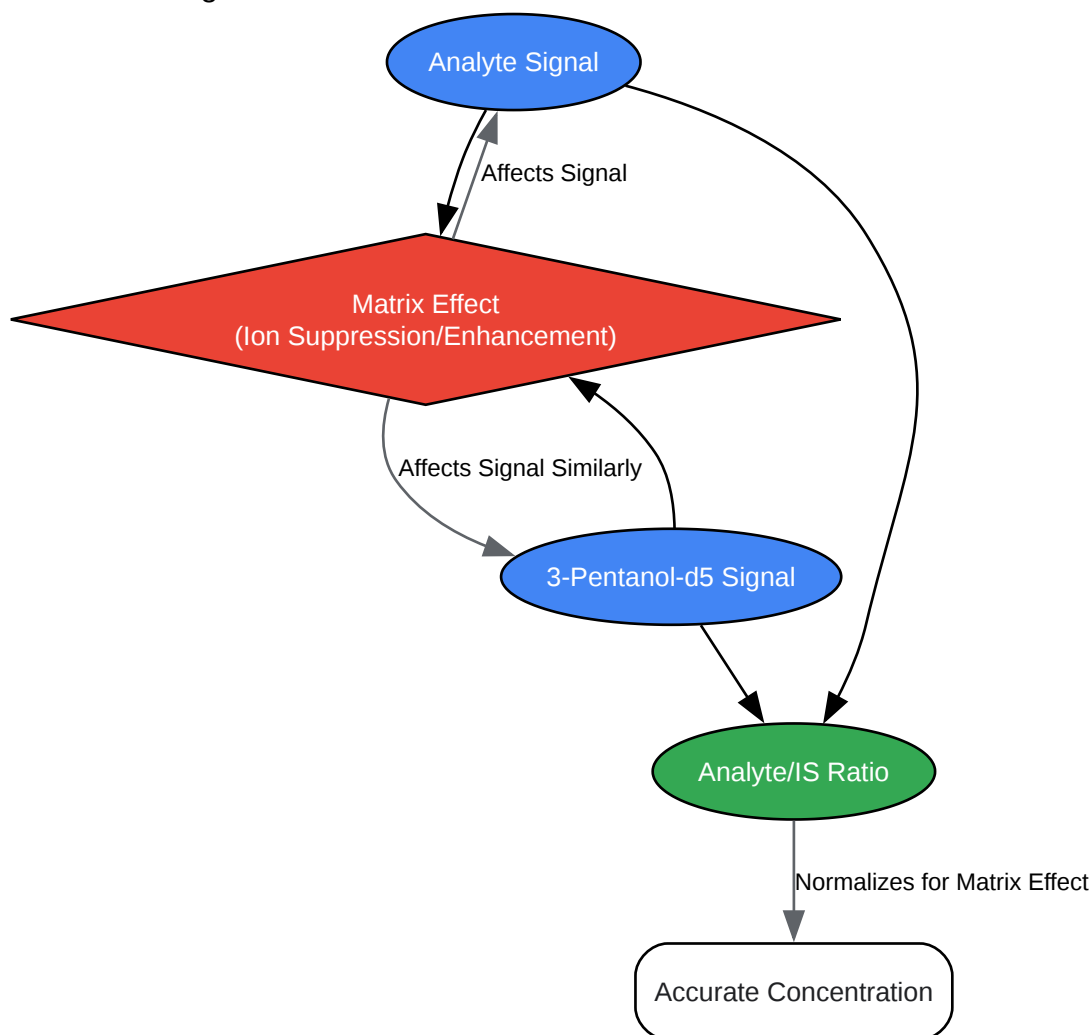 Analyte Signal
Affects Signal
Matrix Effect
(Ion Suppression/Enhancement)
Affects Signal Similarly
3-Pentanol-d5 Signal
Analyte/IS Ratio
Normalizes for Matrix Effect
Accurate Concentration